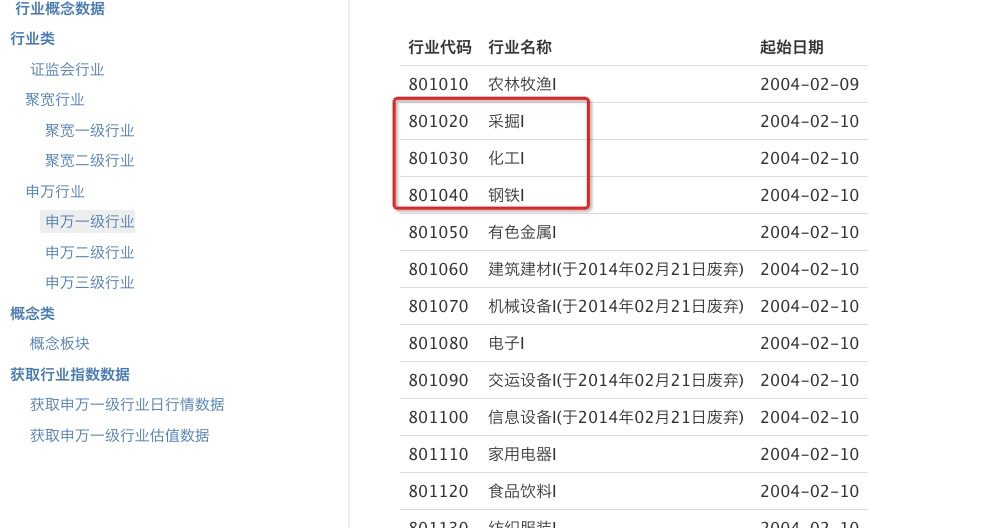 行业概念数据
行业类
证监会行业
聚宽行业
聚宽一级行业
聚宽二级行业
申万行业
申万一级行业
申万二级行业
申万三级行业
概念类
概念板块
获取行业指数数据
获取申万一级行业日行情数据
获取申万一级行业估值数据
行业代码 行业名称 起始日期
801010 农林牧渔I 2004-02-09
801020 采掘I 2004-02-10
801030 化工I 2004-02-10
801040 钢铁I 2004-02-10
801050 有色金属I 2004-02-10
801060 建筑建材I(于2014年02月21日废弃) 2004-02-10
801070 机械设备I(于2014年02月21日废弃) 2004-02-10
801080 电子I 2004-02-10
801090 交运设备I(于2014年02月21日废弃) 2004-02-10
801100 信息设备I(于2014年02月21日废弃) 2004-02-10
801110 家用电器I 2004-02-10
801120 食品饮料I 2004-02-10
801130 纺织服装I 2004-02-10